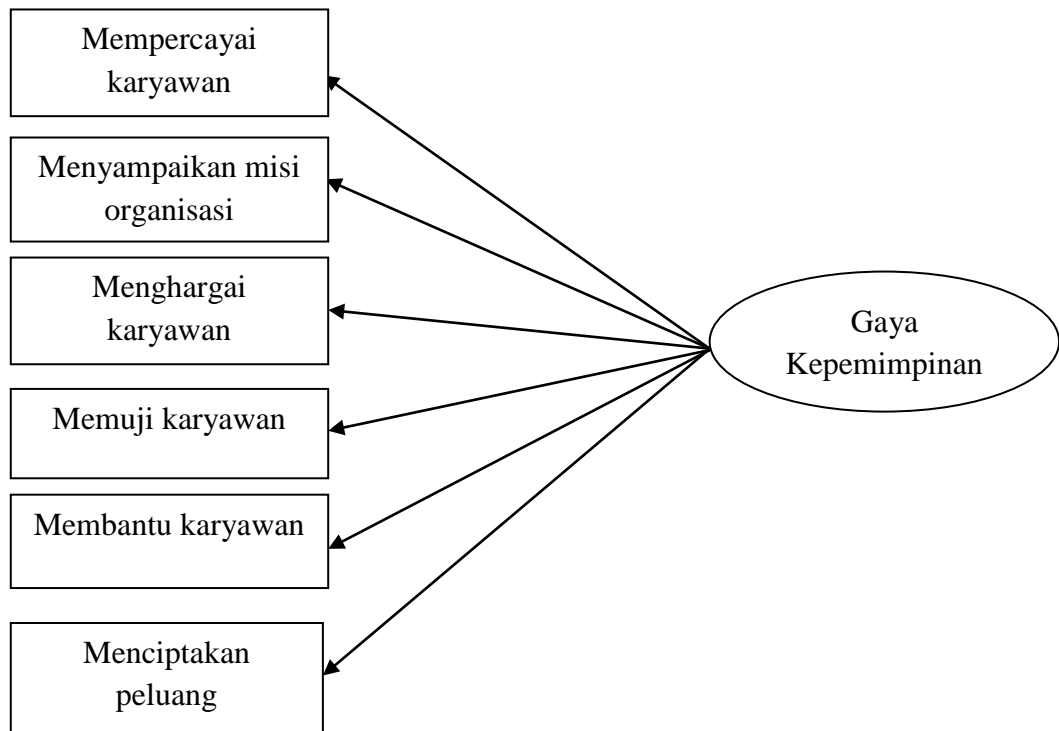 Mempercayai
karyawan
Menyampaikan misi
organisasi
Menghargai
karyawan
Memuji karyawan
Membantu karyawan
Menciptakan
peluang
Gaya
Kepemimpinan